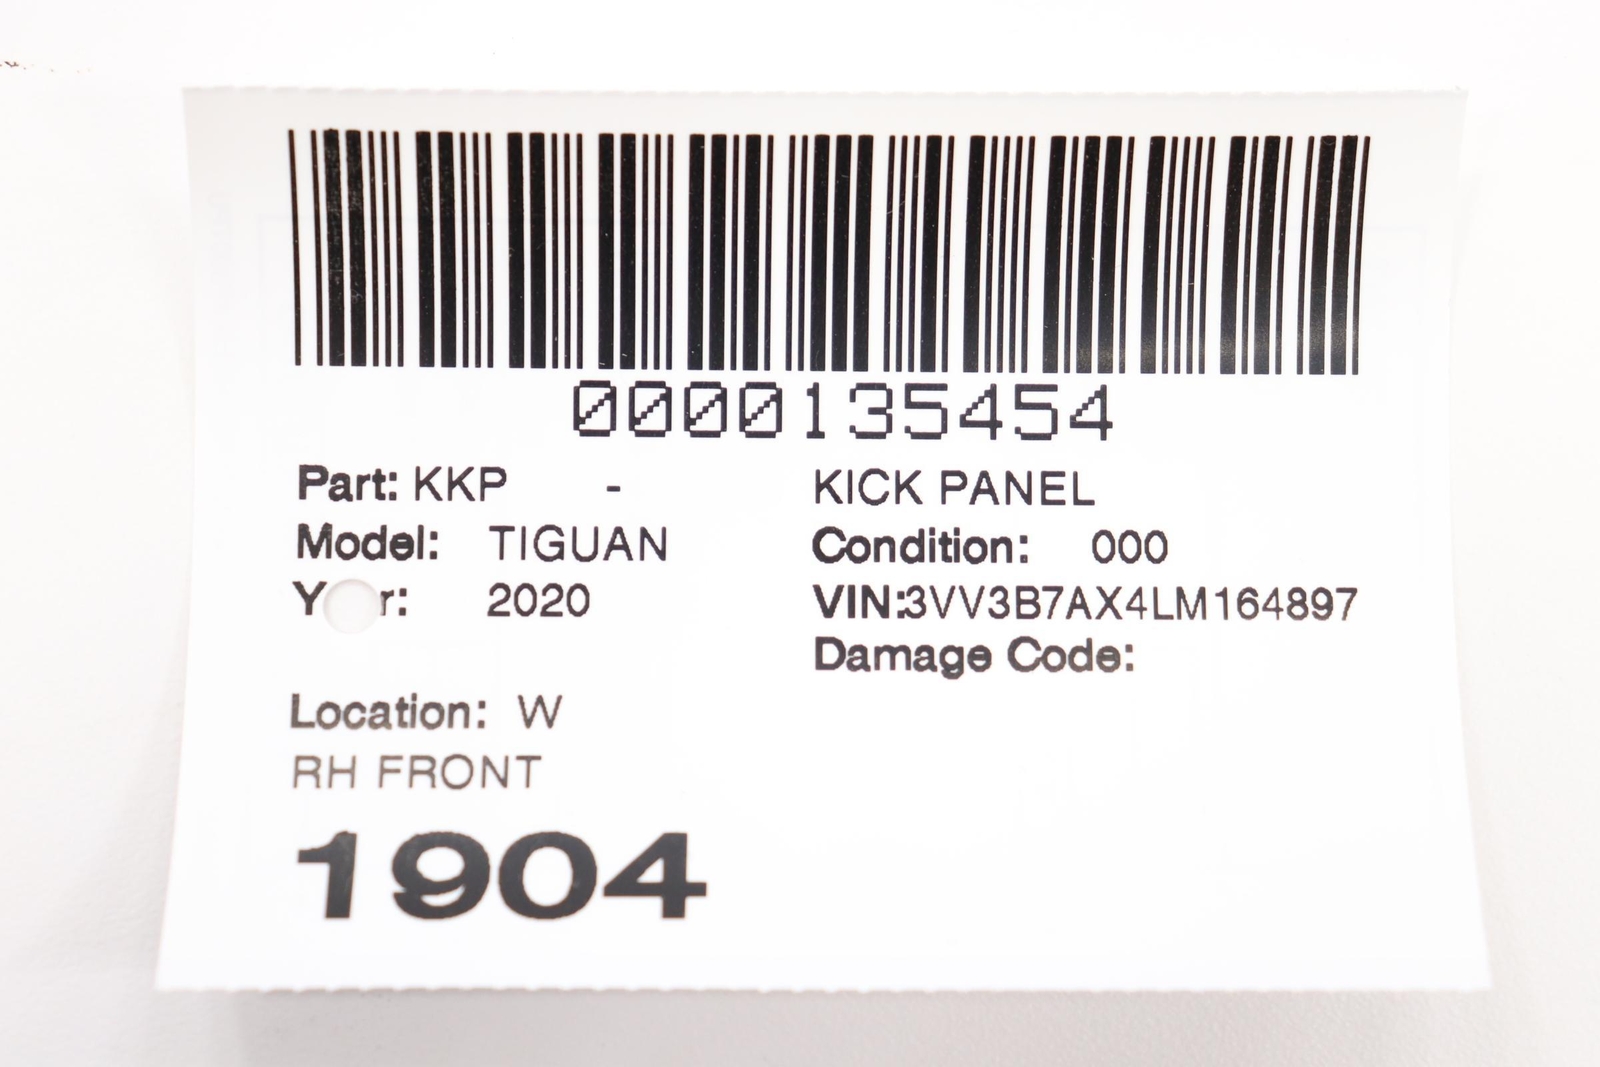 0000135454
Part: KKP - KICK PANEL
Model: TIGUAN Condition: 000
Y r: 2020 VIN:3VV3B7AX4LM164897
Damage Code:
Location: W
RH FRONT
1904